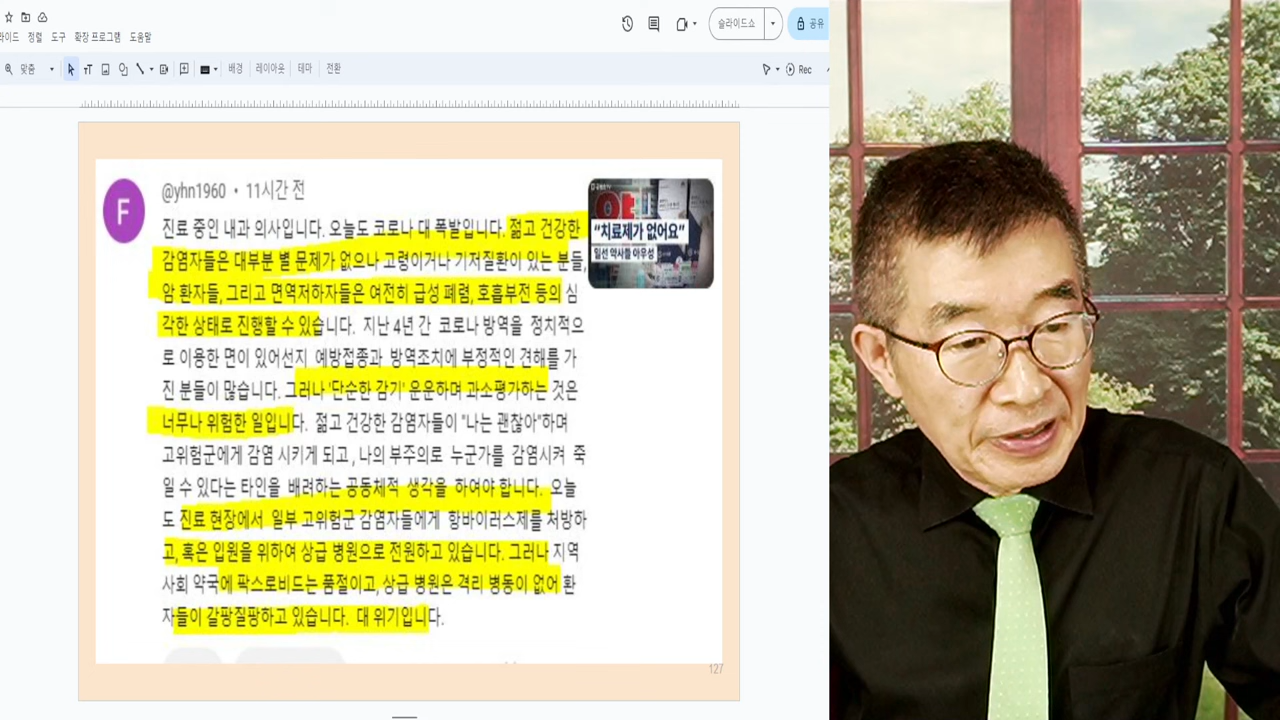 라이드 정렬 도구 확장 프로그램 도움말
슬라이드쇼
공유
맞춤
배경 레이아웃 테마 전환
Rec
F
@yhn1960 • 11시간 전
진료 중인 내과 의사입니다. 오늘도 코로나 대 폭발입니다. 젊고 건강한
감염자들은 대부분 별 문제가 없으나 고령이거나 기저질환이 있는 분들,
암 환자들, 그리고 면역저하자들은 여전히 급성 폐렴, 호흡부전 등의 심
각한 상태로 진행할 수 있습니다. 지난 4년 간 코로나 방역을 정치적으
로 이용한 면이 있어선지 예방접종과 방역조치에 부정적인 견해를 가
진 분들이 많습니다. 그러나 '단순한 감기' 운운하며 과소평가하는 것은
너무나 위험한 일입니다. 젊고 건강한 감염자들이 "나는 괜찮아"하며
고위험군에게 감염 시키게 되고, 나의 부주의로 누군가를 감염시켜 죽
일 수 있다는 타인을 배려하는 공동체적 생각을 하여야 합니다. 오늘
도 진료 현장에서 일부 고위험군 감염자들에게 항바이러스제를 처방하
고, 혹은 입원을 위하여 상급 병원으로 전원하고 있습니다. 그러나 지역
사회 약국에 팍스로비드는 품절이고, 상급 병원은 격리 병동이 없어 환
자들이 갈팡질팡하고 있습니다. 대 위기입니다.
“치료제가 없어요”
일선 약사들 아우성
127